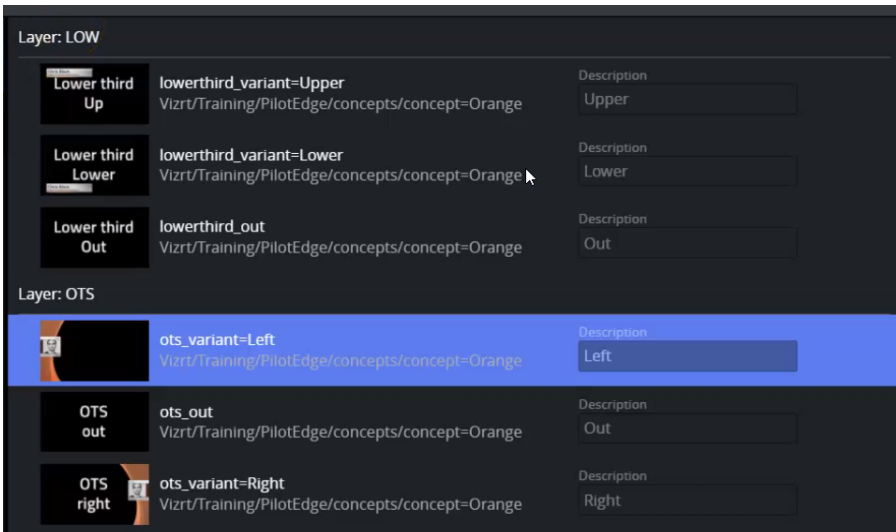 Layer: LOW
Lower third
Up
lowerthird_variant=Upper
Vizrt/Training/PilotEdge/concepts/concept=Orange
Description
Upper
Lower third
Lower
lowerthird_variant=Lower
Vizrt/Training/PilotEdge/concepts/concept=Orange
Description
Lower
Lower third
Out
lowerthird_out
Vizrt/Training/PilotEdge/concepts/concept=Orange
Description
Out
Layer: OTS
ots_variant=Left
Vizrt/Training/PilotEdge/concepts/concept=Orange
Description
Left
OTS
out
ots_out
Vizrt/Training/PilotEdge/concepts/concept=Orange
Description
Out
OTS
right
ots_variant=Right
Vizrt/Training/PilotEdge/concepts/concept=Orange
Description
Right